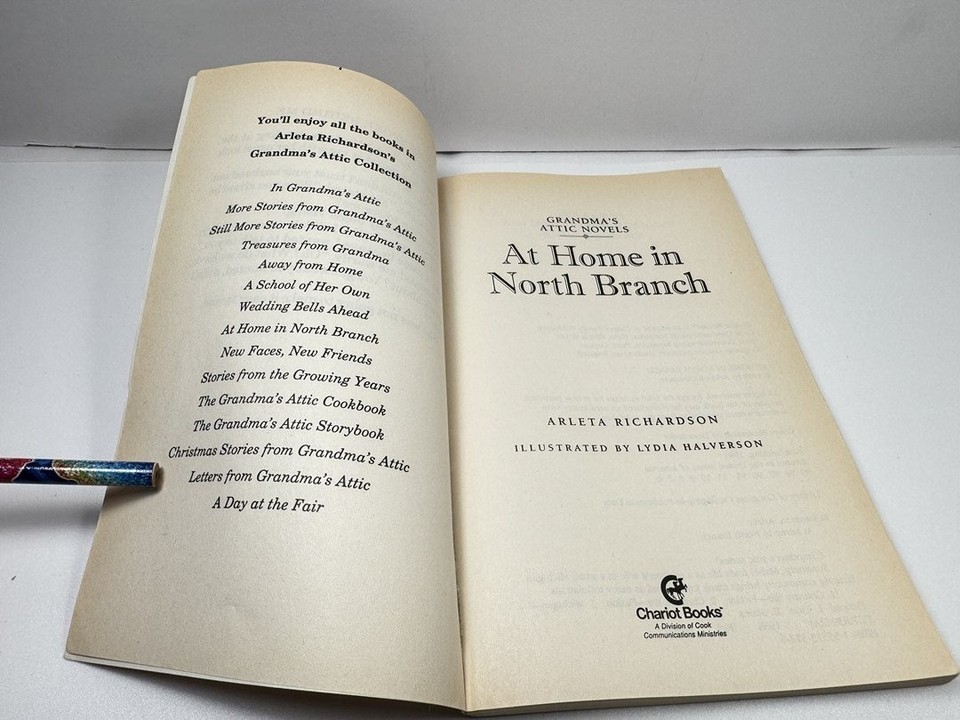 You'll enjoy all the books in
Arleta Richardson's
Grandma's Attic Collection
In Grandma's Attic
More Stories from Grandma's Attic
Still More Stories from Grandma's Attic
Treasures from Grandma
Away from Home
A School of Her Own
Wedding Bells Ahead
At Home in North Branch
New Faces, New Friends
Stories from the Growing Years
The Grandma's Attic Cookbook
The Grandma's Attic Storybook
Christmas Stories from Grandma's Attic
Letters from Grandma's Attic
A Day at the Fair
GRANDMA'S
ATTIC NOVELS
At Home in
North Branch
ARLETA RICHARDSON
ILLUSTRATED BY LYDIA HALVERSON
Chariot Books™
A Division of Cook
Communications Ministries